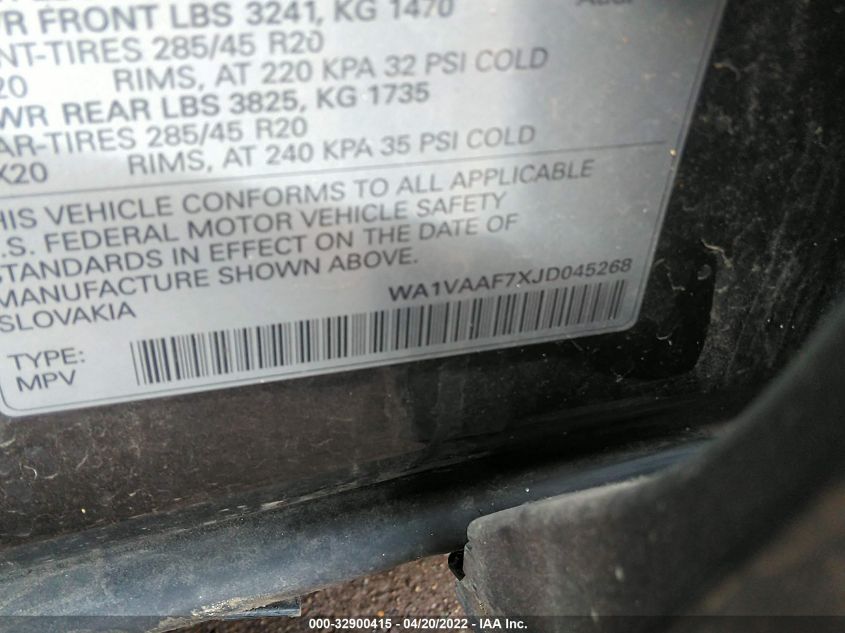 R FRONT LBS 3241, KG 1470
NT-TIRES 285/45 R20
20 RIMS, AT 220 KPA 32 PSI COLD
WR REAR LBS 3825, KG 1735
AR-TIRES 285/45 R20
X20 RIMS, AT 240 KPA 35 PSI COLD
HIS VEHICLE CONFORMS TO ALL APPLICABLE
.S. FEDERAL MOTOR VEHICLE SAFETY
STANDARDS IN EFFECT ON THE DATE OF
MANUFACTURE SHOWN ABOVE.
SLOVAKIA
WA1VAAF7XJD045268
TYPE:
MPV
000-32900415 - 04/20/2022 - IAA Inc.